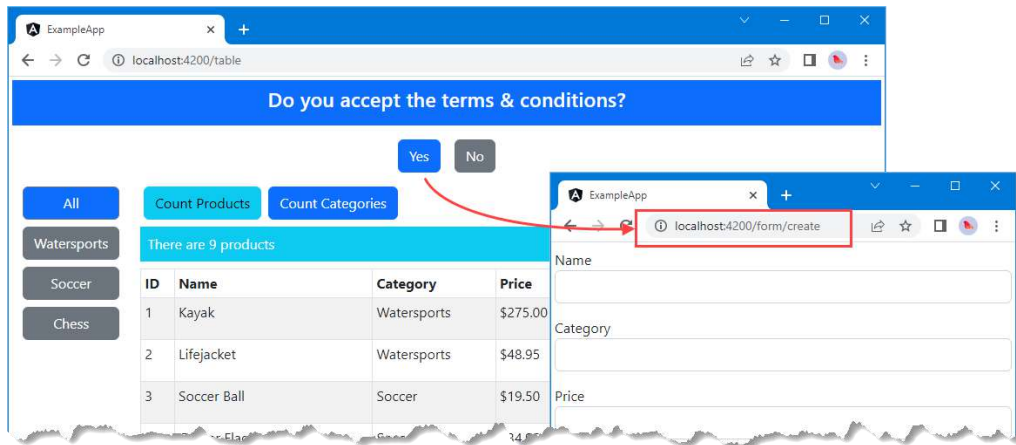 ExampleApp
localhost:4200/table
Do you accept the terms & conditions?
Yes No
All
Watersports
Soccer
Chess
Count Products Count Categories
There are 9 products
ID Name Category Price
1 Kayak Watersports $275.00
2 Lifejacket Watersports $48.95
3 Soccer Ball Soccer $19.50
ExampleApp
localhost:4200/form/create
Name
Category
Price